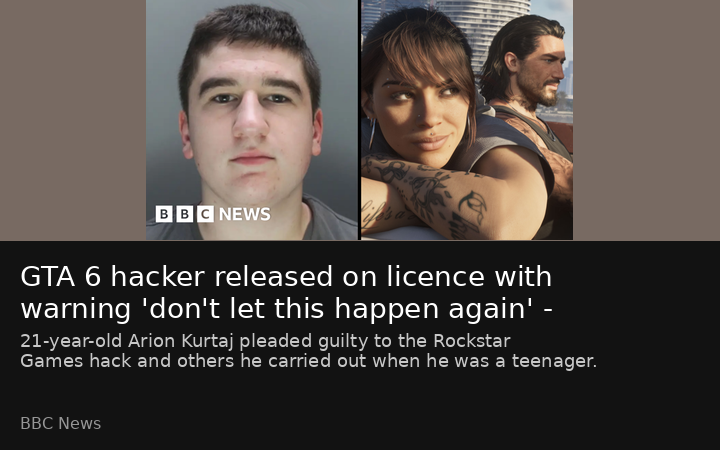 BBC NEWS
GTA 6 hacker released on licence with
warning 'don't let this happen again' -
21-year-old Arion Kurtaj pleaded guilty to the Rockstar
Games hack and others he carried out when he was a teenager.
BBC News